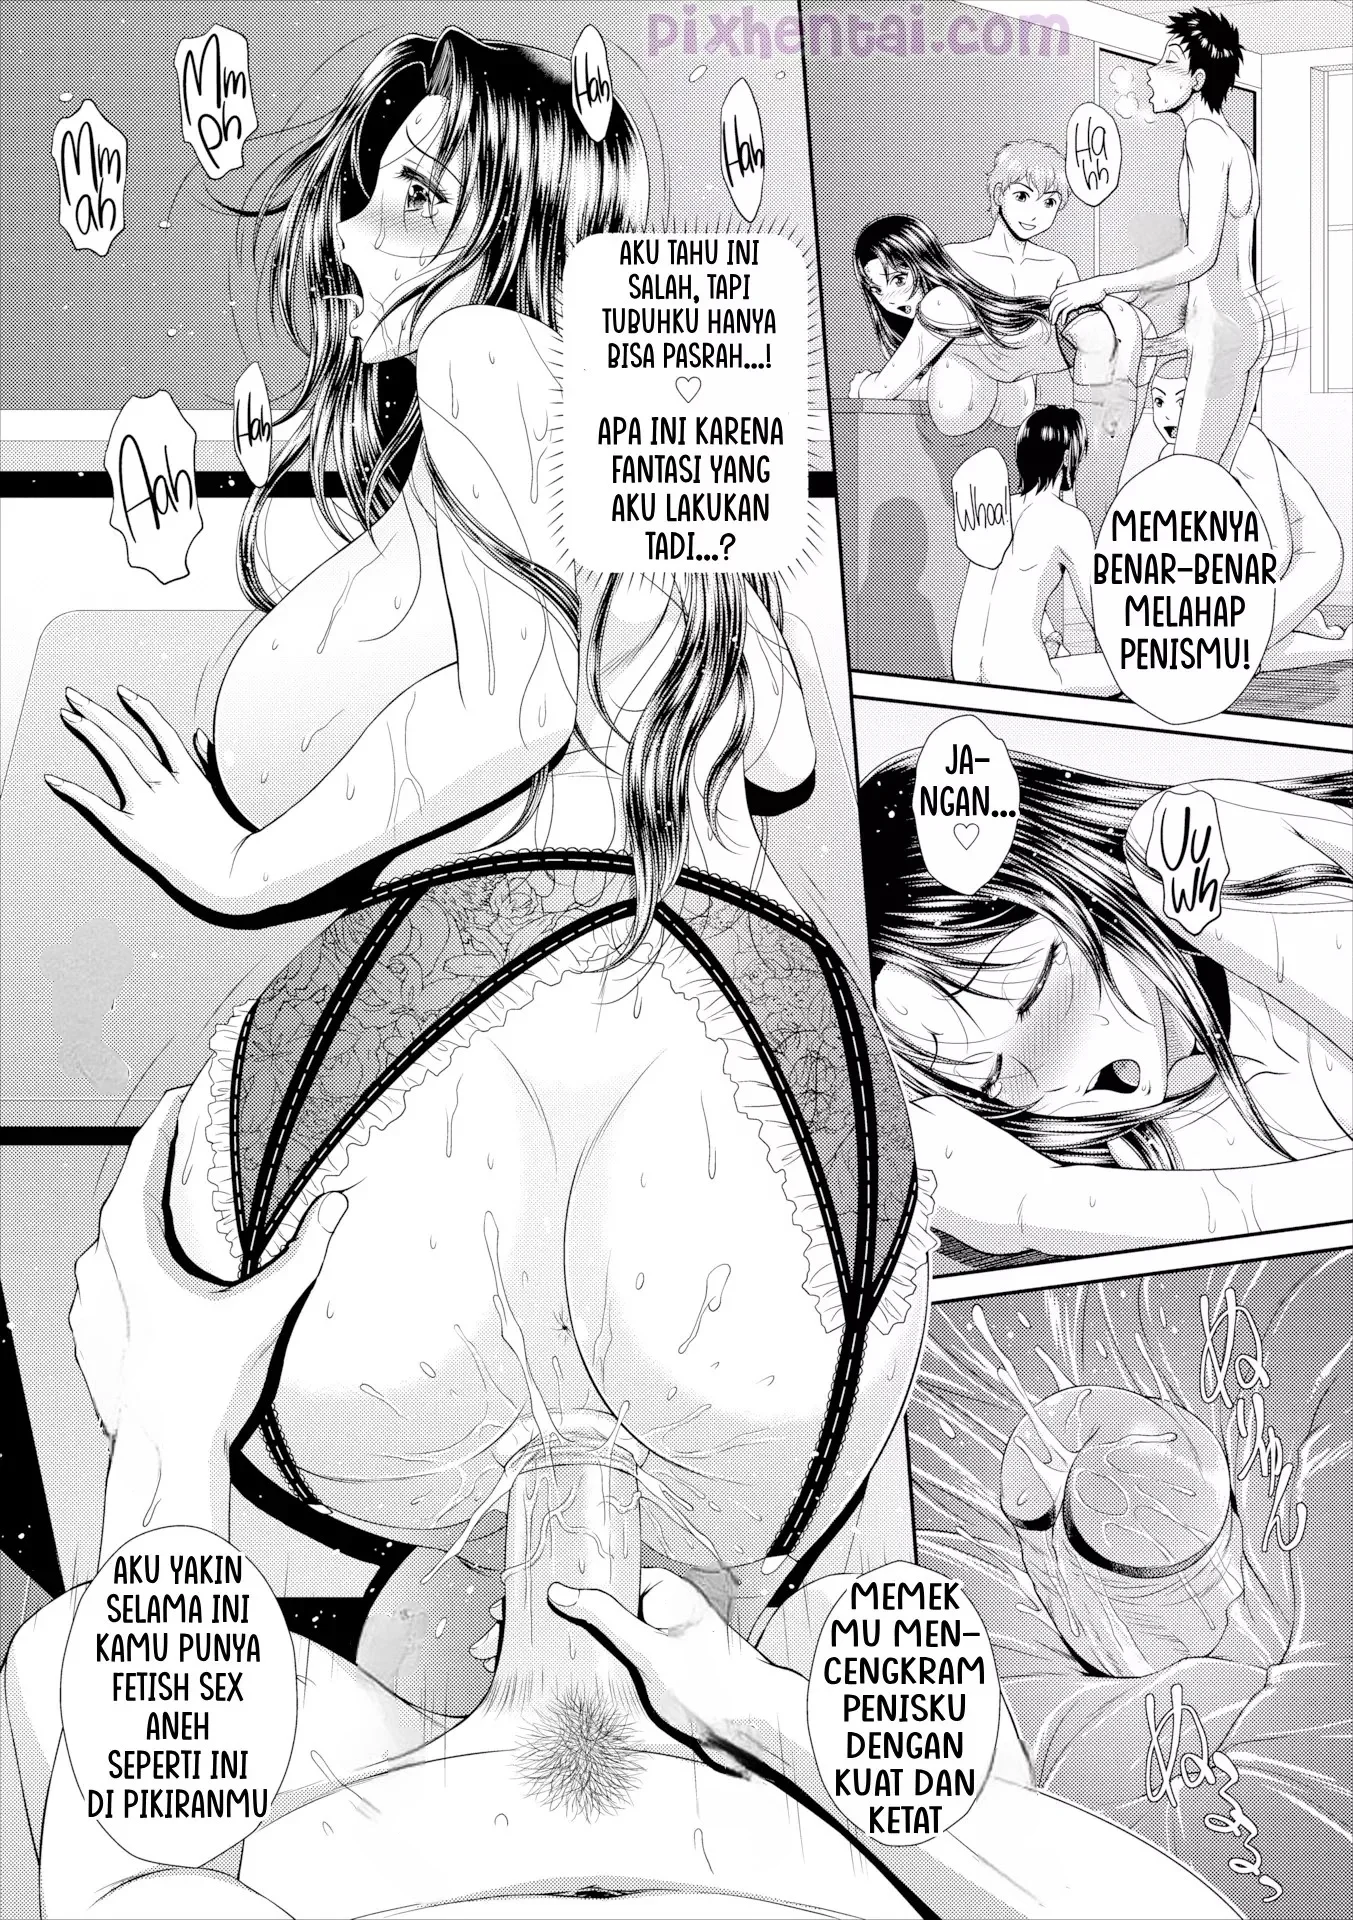 pixhentai.com
Mm
ph
Mm
ah
Hah
Hah
Hah
Aah
AKU TAHU INI
SALAH, TAPI
TUBUHKU HANYA
BISA PASRAH...!
♡
APA INI KARENA
FANTASI YANG
AKU LAKUKAN
TADI...?
Ha
hh
Whoa!
MEMEKNYA
BENAR-BENAR
MELAHAP
PENISMU!
JA-
NGAN...
♡
Uu
wh
AKU YAKIN
SELAMA INI
KAMU PUNYA
FETISH SEX
ANEH
SEPERTI INI
DI PIKIRANMU
MEMEK
MU MEN-
CENGKRAM
PENISKU
DENGAN
KUAT DAN
KETAT